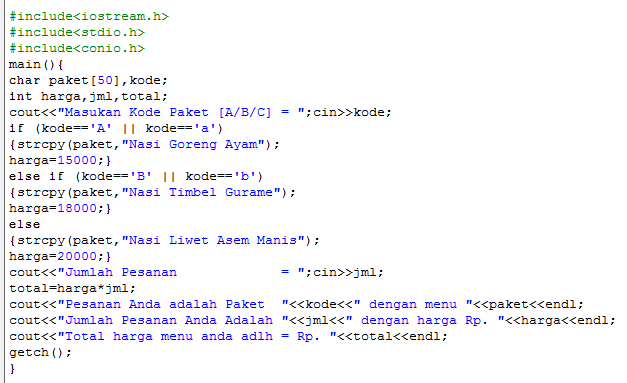 #include<iostream.h>
#include<stdio.h>
#include<conio.h>
main(){
char paket[50],kode;
int harga,jml,total;
cout<<"Masukan Kode Paket [A/B/C] = ";cin>>kode;
if (kode=='A' || kode=='a')
{strcpy(paket,"Nasi Goreng Ayam");
harga=15000;}
else if (kode=='B' || kode=='b')
{strcpy(paket,"Nasi Timbel Gurame");
harga=18000;}
else
{strcpy(paket,"Nasi Liwet Asem Manis");
harga=20000;}
cout<<"Jumlah Pesanan             = ";cin>>jml;
total=harga*jml;
cout<<"Pesanan Anda adalah Paket  "<<kode<<" dengan menu "<<paket<<endl;
cout<<"Jumlah Pesanan Anda Adalah "<<jml<<" dengan harga Rp. "<<harga<<endl;
cout<<"Total harga menu anda adlh = Rp. "<<total<<endl;
getch();
}